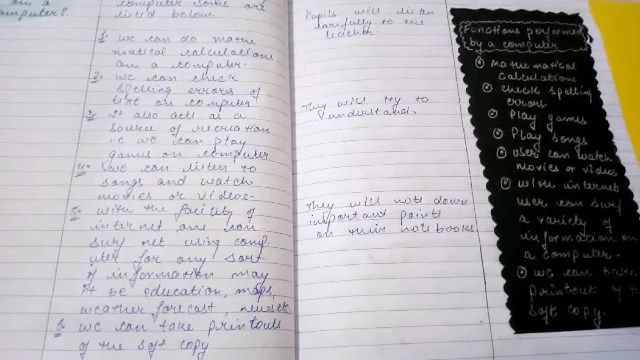 on a
computer?
computer some are
listed below.
1. we can do mathe
matical calculations
on a computer.
2. we can check
spelling errors of
text on computer
3. It also acts as a
source of recreation
i.e we can play
games on computer
4. we can listen to
songs and watch
movies or videos.
5. with the facility of
internet one can
surf net using comp
uter for any sort
of information may
it be education, maps,
weather forecast, news etc.
6. we can take printouts
of the soft copy
Pupils will listen
carefully to the
teacher.
They will try to
understand.
They will note down
important points
on their notebooks
Functions performed
by a computer
Mathematical
calculations
check spelling
errors
Play games
Play songs
User can watch
movies or videos
with internet
user can surf
a variety of
information on
a computer.
we can take
printout of
soft copy.